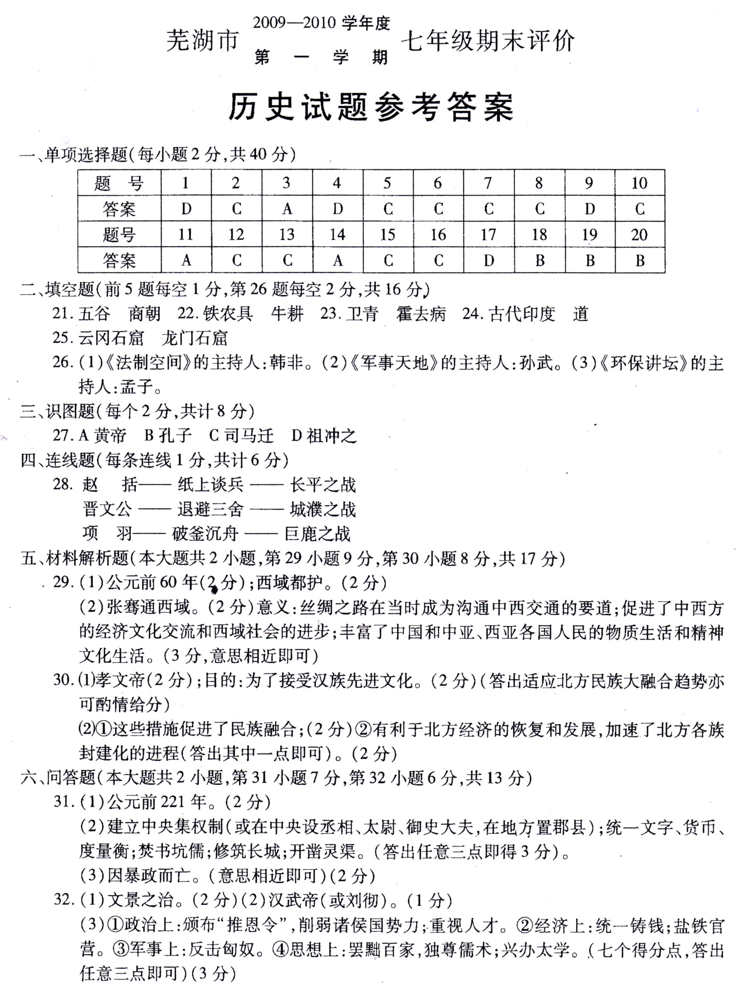 2009—2010 学年度
芜湖市 七年级期末评价
第一学期
历史试题参考答案
一、单项选择题(每小题2分,共40分)
题号 1 2 3 4 5 6 7 8 9 10
答案 D C A D C C C C D C
题号 11 12 13 14 15 16 17 18 19 20
答案 A C C A C C D B B B
二、填空题(前5题每空1分,第26题每空2分,共16分)
21.五谷 商朝 22.铁农具 牛耕 23.卫青 霍去病 24.古代印度 道
25.云冈石窟 龙门石窟
26.(1)《法制空间》的主持人:韩非。(2)《军事天地》的主持人:孙武。(3)《环保讲坛》的主
持人:孟子。
三、识图题(每个2分,共计8分)
27.A黄帝 B孔子 C司马迁 D祖冲之
四、连线题(每条连线1分,共计6分)
28. 赵 括—— 纸上谈兵 —— 长平之战
晋文公 —— 退避三舍 —— 城濮之战
项 羽—— 破釜沉舟 —— 巨鹿之战
五、材料解析题(本大题共2小题,第29小题9分,第30小题8分,共17分)
29.(1)公元前60年(2分);西域都护。(2分)
(2)张骞通西域。(2分)意义:丝绸之路在当时成为沟通中西交通的要道;促进了中西方
的经济文化交流和西域社会的进步;丰富了中国和中亚、西亚各国人民的物质生活和精神
文化生活。(3分,意思相近即可)
30.⑴孝文帝(2分);目的:为了接受汉族先进文化。(2分)(答出适应北方民族大融合趋势亦
可酌情给分)
⑵①这些措施促进了民族融合;(2分)②有利于北方经济的恢复和发展,加速了北方各族
封建化的进程(答出其中一点即可)。(2分)
六、问答题(本大题共2小题,第31小题7分,第32小题6分,共13分)
31.(1)公元前221年。(2分)
(2)建立中央集权制(或在中央设丞相、太尉、御史大夫,在地方置郡县);统一文字、货币、
度量衡;焚书坑儒;修筑长城;开凿灵渠。(答出任意三点即得3分)。
(3)因暴政而亡。(意思相近即可)(2分)
32.(1)文景之治。(2分)(2)汉武帝(或刘彻)。(1分)
(3)①政治上:颁布“推恩令”,削弱诸侯国势力;重视人才。②经济上:统一铸钱;盐铁官
营。③军事上:反击匈奴。④思想上:罢黜百家,独尊儒术;兴办太学。(七个得分点,答出
任意三点即可)(3分)